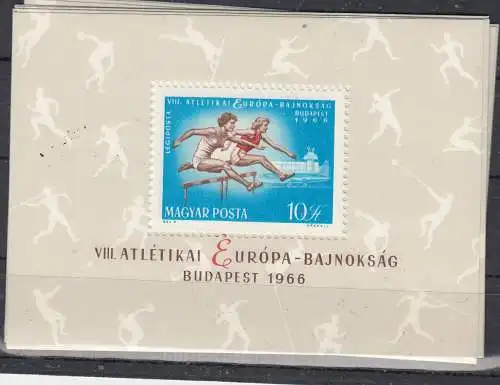 VIII. ATLÉTIKAI EURÓPA-BAJNOKSÁG
BUDAPEST
1966
LÉGIPOSTA
MAGYAR POSTA
10 Ft
VIII. ATLÉTIKAI EURÓPA-BAJNOKSÁG
BUDAPEST 1966